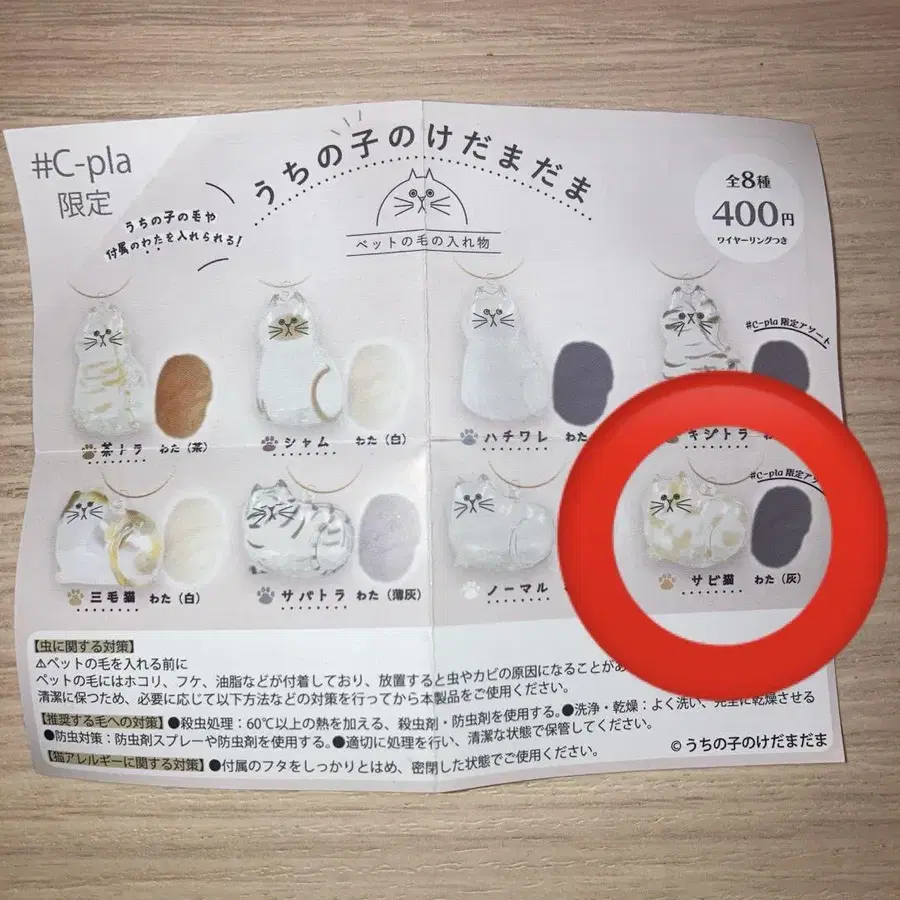 #C-pla
限定
うちの子のけだまだま
うちの子の毛や
付属のわたを入れられる!
ペットの毛の入れ物
全8種
400円
ワイヤーリングつき
#C-pla 限定アソート
茶トラ わた(茶)
シャム わた(白)
ハチワレ わた
キジトラ
#C-pla 限定アソ
三毛猫 わた(白)
サバトラ わた(薄灰)
ノーマル
サビ猫 わた(灰)
【虫に関する対策】
⚠ペットの毛を入れる前に
ペットの毛にはホコリ、フケ、油脂などが付着しており、放置すると虫やカビの原因になることがあ
清潔に保つため、必要に応じて以下方法などの対策を行ってから本製品をご使用ください。
【推奨する毛への対策】●殺虫処理:60℃以上の熱を加える、殺虫剤・防虫剤を使用する。●洗浄・乾燥:よく洗い、完全に乾燥させる
●防虫対策:防虫剤スプレーや防虫剤を使用する。●適切に処理を行い、清潔な状態で保管してください。
【猫アレルギーに関する対策】●付属のフタをしっかりとはめ、密閉した状態でご使用ください。
©うちの子のけだまだま